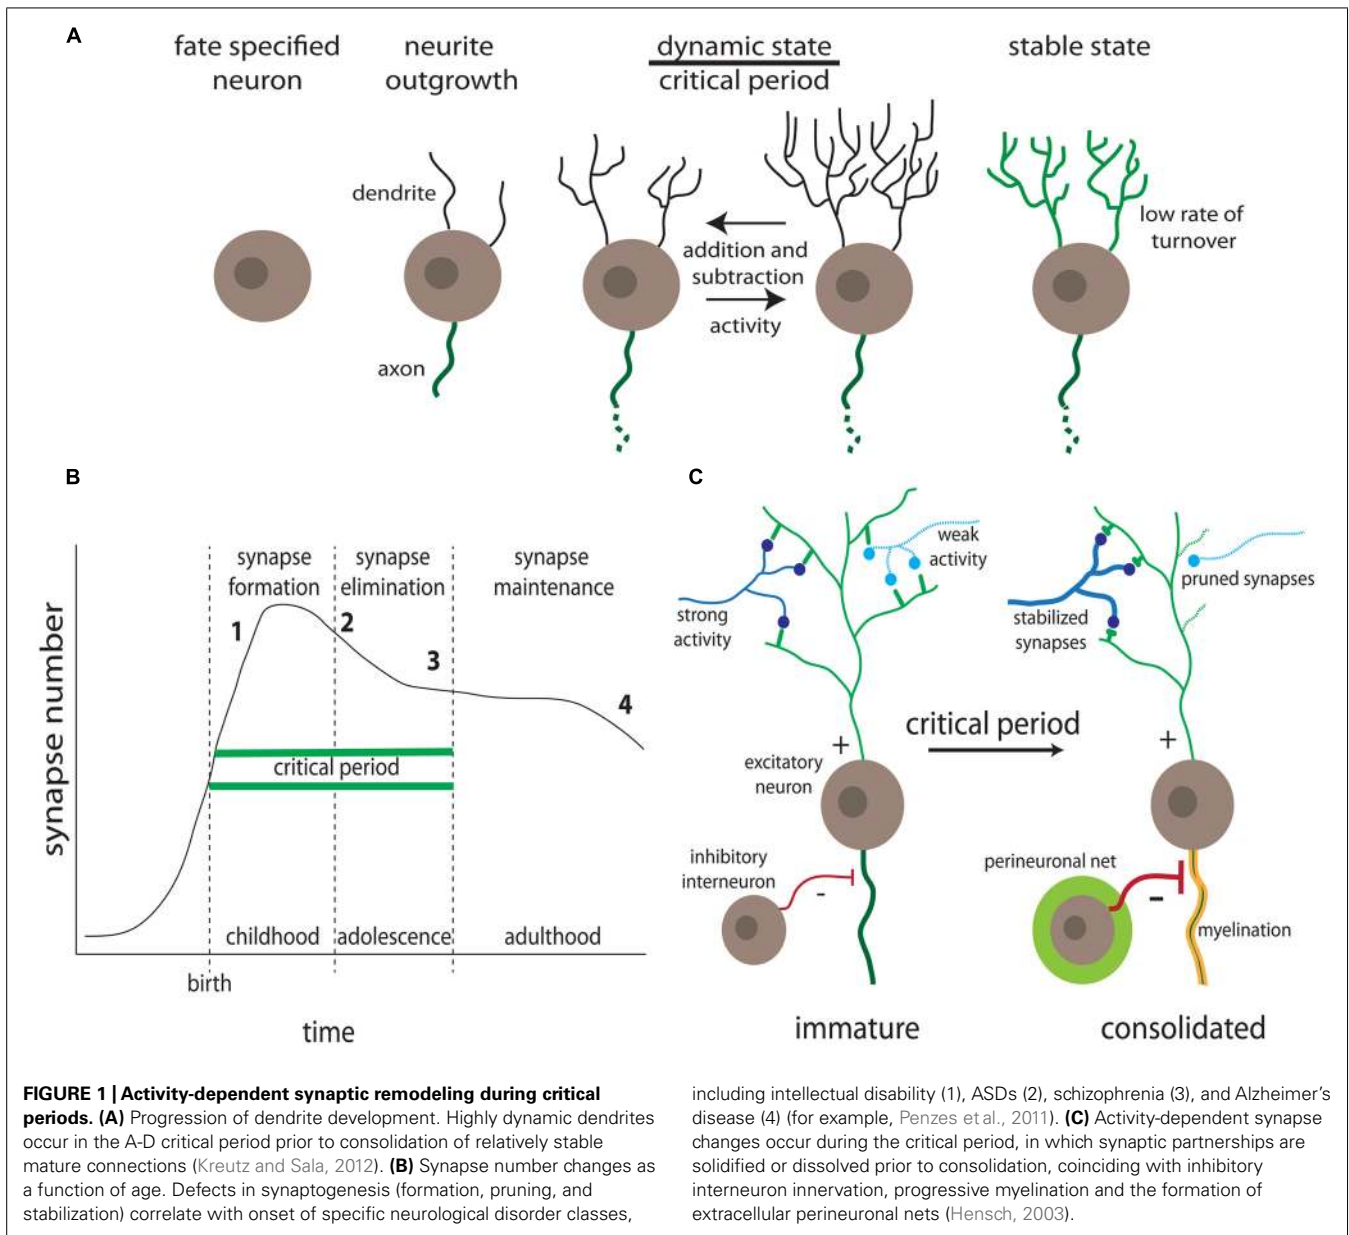 A
fate specified
neuron
neurite
outgrowth
dynamic state
critical period
stable state
dendrite
axon
addition and
subtraction
activity
low rate of
turnover
B
synapse number
synapse
formation
synapse
elimination
synapse
maintenance
1
2
3
4
critical period
childhood
adolescence
adulthood
birth
time
C
strong
activity
weak
activity
excitatory
neuron
+
inhibitory
interneuron
-
immature
critical period
stabilized
synapses
pruned synapses
+
perineuronal net
-
myelination
consolidated
FIGURE 1 | Activity-dependent synaptic remodeling during critical
periods. (A) Progression of dendrite development. Highly dynamic dendrites
occur in the A-D critical period prior to consolidation of relatively stable
mature connections (Kreutz and Sala, 2012). (B) Synapse number changes as
a function of age. Defects in synaptogenesis (formation, pruning, and
stabilization) correlate with onset of specific neurological disorder classes,
including intellectual disability (1), ASDs (2), schizophrenia (3), and Alzheimer's
disease (4) (for example, Penzes et al., 2011). (C) Activity-dependent synapse
changes occur during the critical period, in which synaptic partnerships are
solidified or dissolved prior to consolidation, coinciding with inhibitory
interneuron innervation, progressive myelination and the formation of
extracellular perineuronal nets (Hensch, 2003).